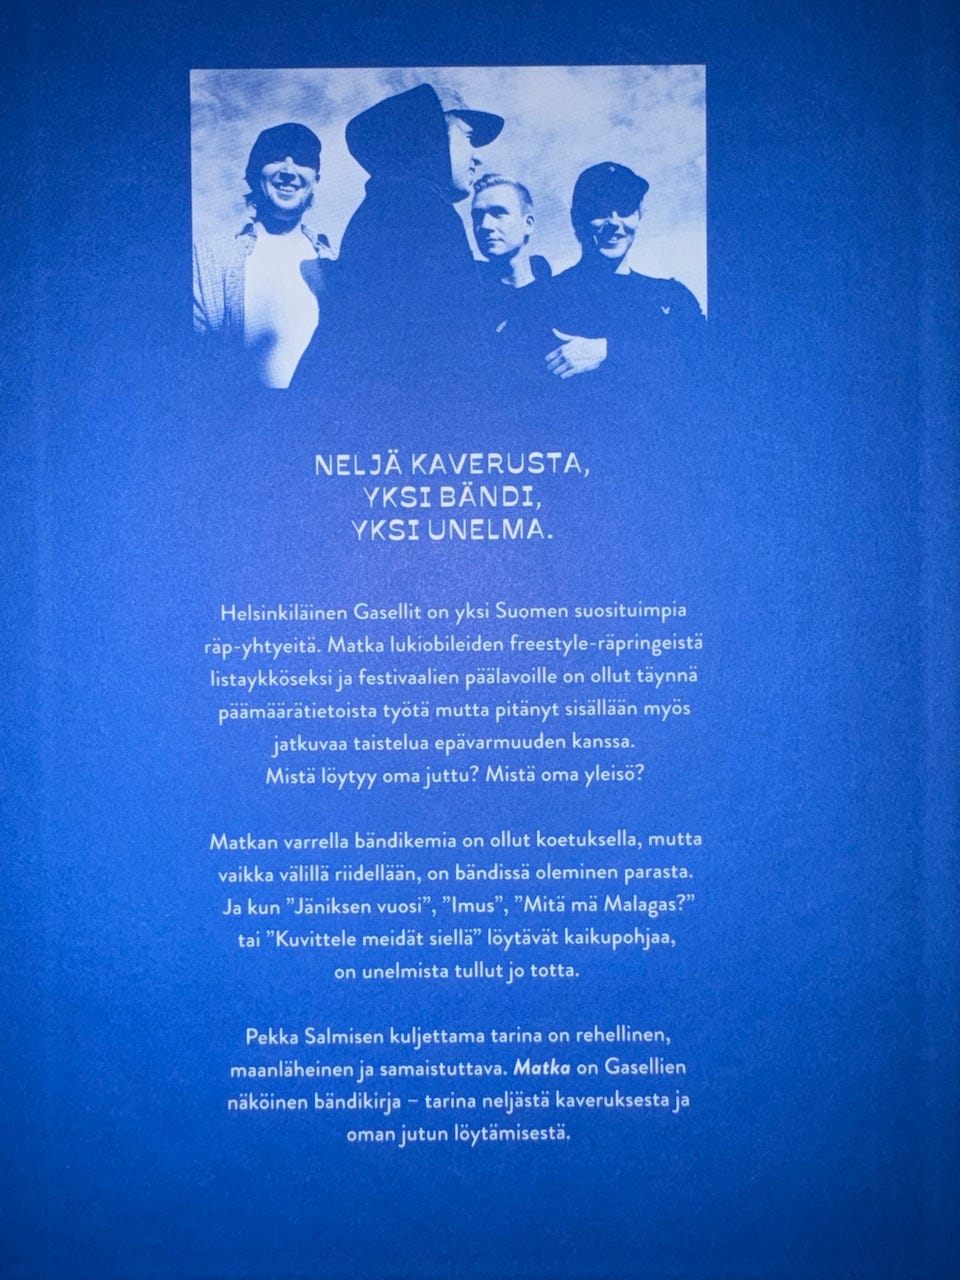 NELJÄ KAVERUSTA,
YKSI BÄNDI,
YKSI UNELMA.
Helsinkiläinen Gasellit on yksi Suomen suosituimpia
räp-yhtyeitä. Matka lukiobileiden freestyle-räpringeistä
listaykköseksi ja festivaalien päälavoille on ollut täynnä
päämäärätietoista työtä mutta pitänyt sisällään myös
jatkuvaa taistelua epävarmuuden kanssa.
Mistä löytyy oma juttu? Mistä oma yleisö?
Matkan varrella bändikemia on ollut koetuksella, mutta
vaikka välillä riidellään, on bändissä oleminen parasta.
Ja kun ”Jäniksen vuosi”, ”Imus”, ”Mitä mä Malagas?”
tai ”Kuvittele meidät siellä” löytävät kaikupohjaa,
on unelmista tullut jo totta.
Pekka Salmisen kuljettama tarina on rehellinen,
maanläheinen ja samaistuttava. Matka on Gasellien
näköinen bändikirja – tarina neljästä kaveruksesta ja
oman jutun löytämisestä.